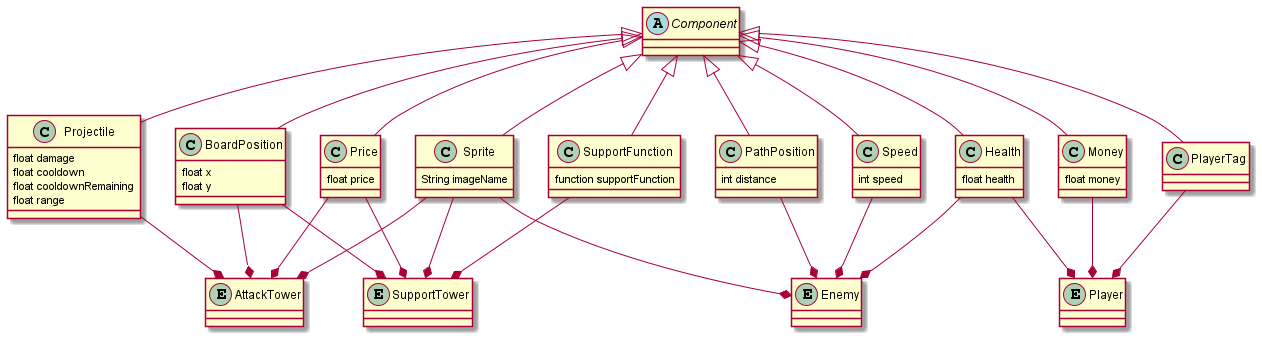 A Component
C Projectile
float damage
float cooldown
float cooldownRemaining
float range
C BoardPosition
float x
float y
C Price
float price
C Sprite
String imageName
C SupportFunction
function supportFunction
C PathPosition
int distance
C Speed
int speed
C Health
float health
C Money
float money
C PlayerTag
E AttackTower
E SupportTower
E Enemy
E Player